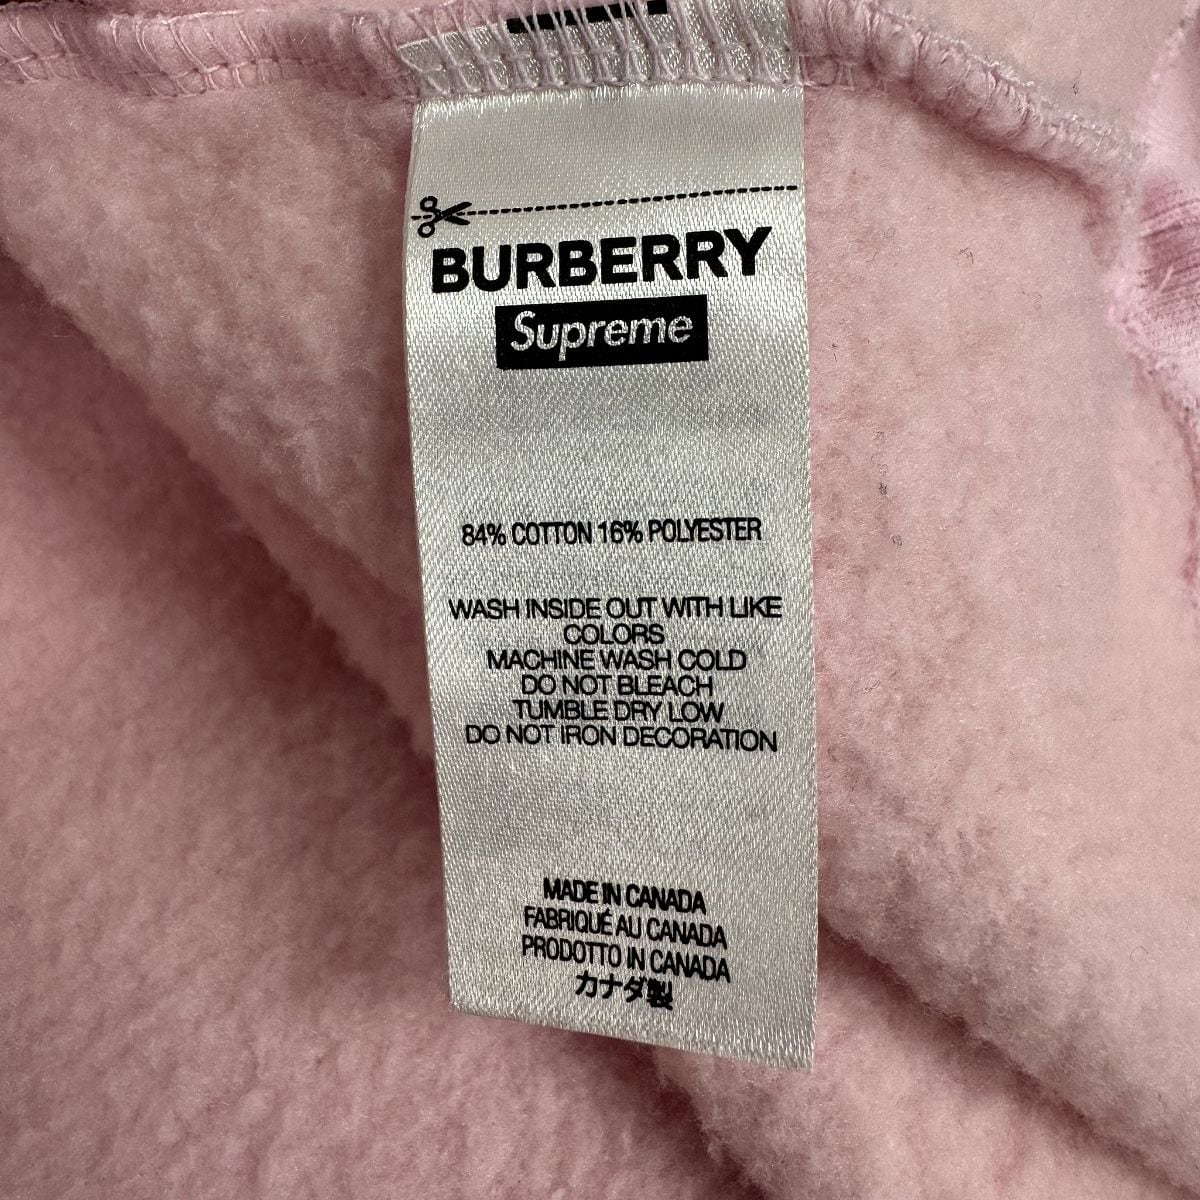 BURBERRY
Supreme
84% COTTON 16% POLYESTER
WASH INSIDE OUT WITH LIKE
COLORS
MACHINE WASH COLD
DO NOT BLEACH
TUMBLE DRY LOW
DO NOT IRON DECORATION
MADE IN CANADA
FABRIQUÉ AU CANADA
PRODOTTO IN CANADA
カナダ製